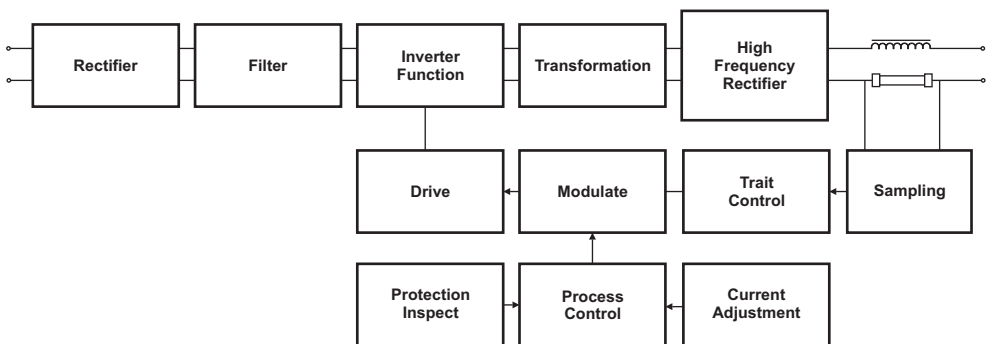 Rectifier
Filter
Inverter
Function
Transformation
High
Frequency
Rectifier
Drive
Modulate
Trait
Control
Sampling
Protection
Inspect
Process
Control
Current
Adjustment